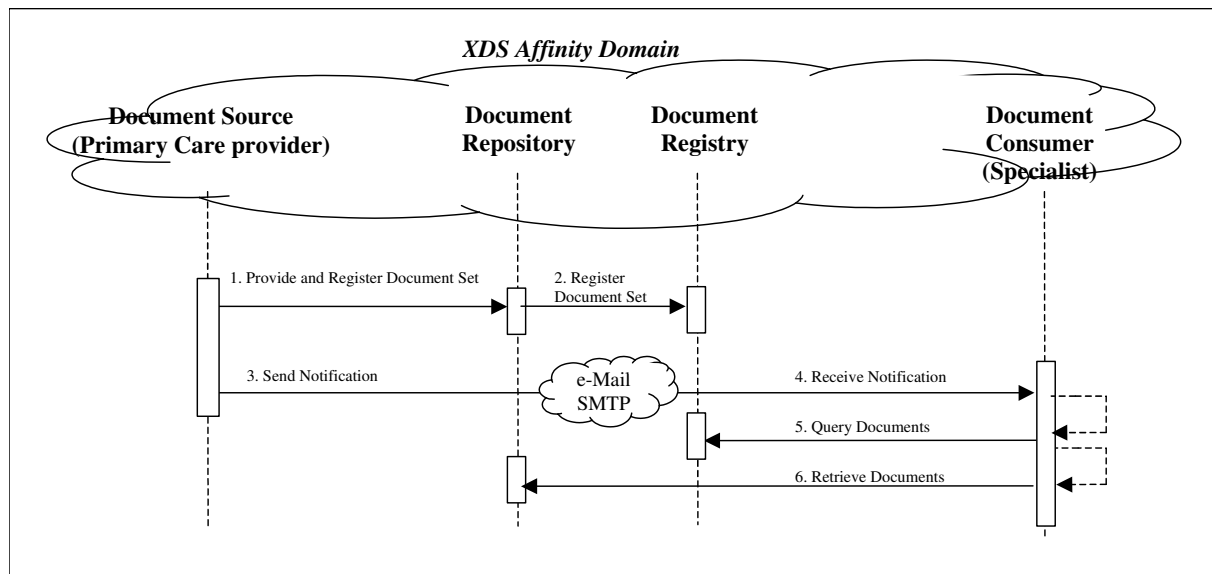 XDS Affinity Domain
Document Source
(Primary Care provider)
Document
Repository
Document
Registry
Document
Consumer
(Specialist)
1. Provide and Register Document Set
2. Register
Document Set
3. Send Notification
e-Mail
SMTP
4. Receive Notification
5. Query Documents
6. Retrieve Documents